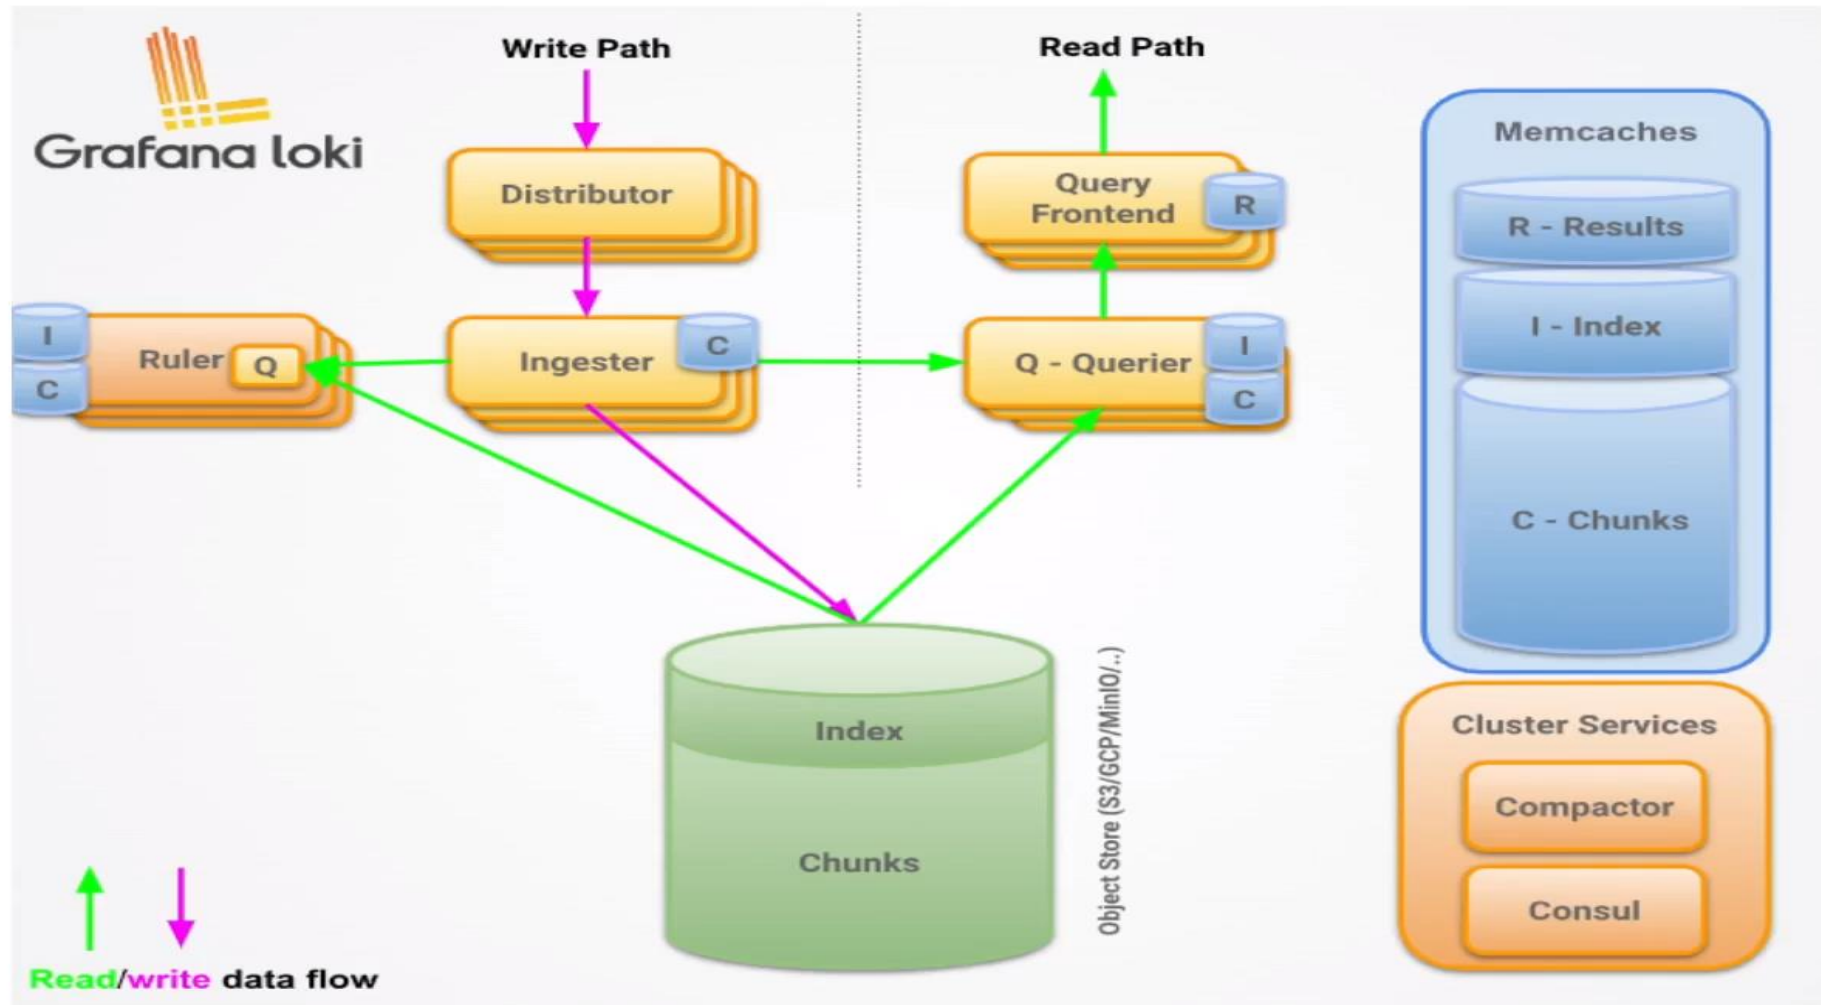 Grafana loki
Write Path
Read Path
Distributor
Query
Frontend
R
I
C
Ruler
Q
Ingester
C
Q - Querier
I
C
Memcaches
R - Results
I - Index
C - Chunks
Index
Chunks
Object Store (S3/GCP/MinIO/..)
Cluster Services
Compactor
Consul
Read/write data flow